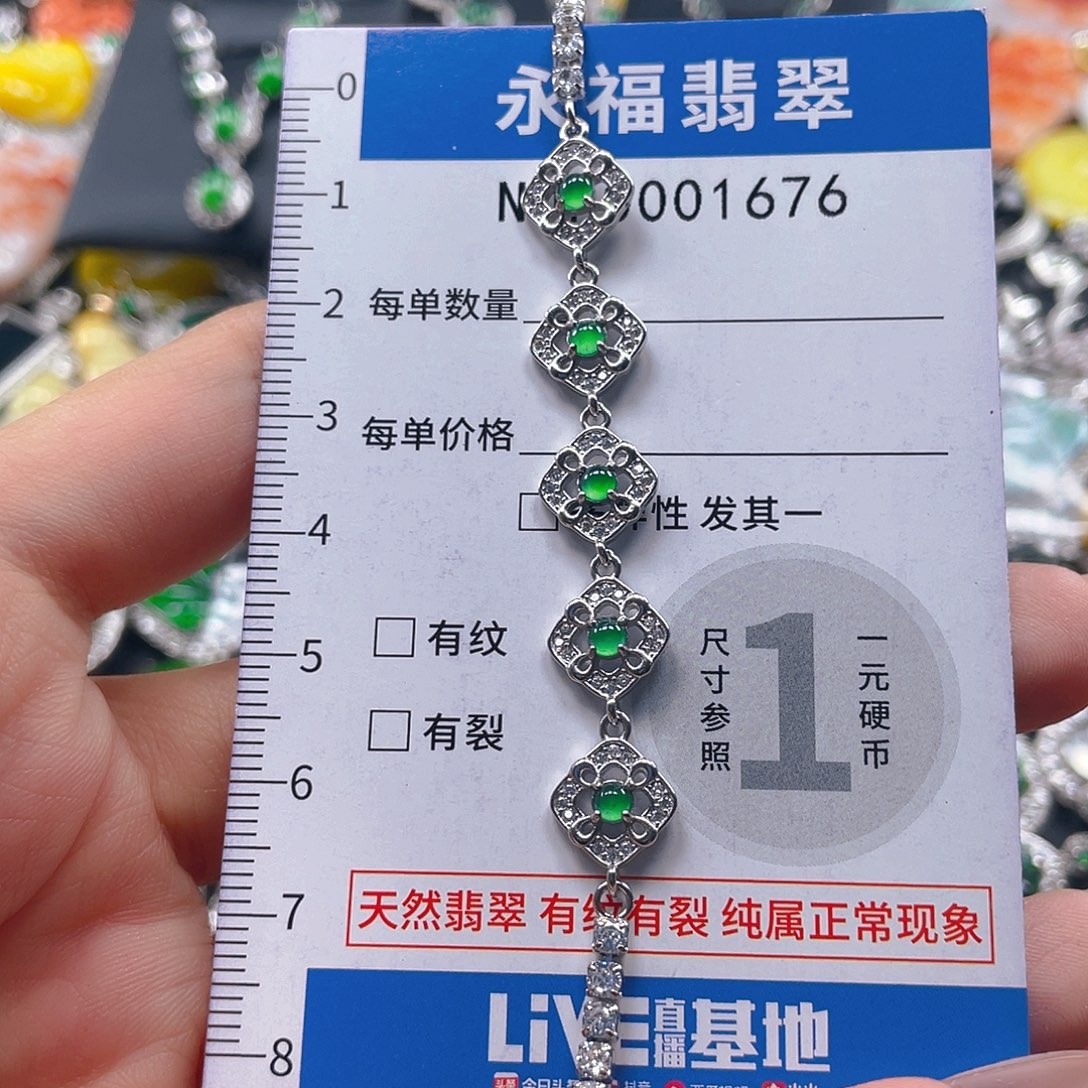 0
永福翡翠
1
001676
2
每单数量
3
每单价格
性 发其一
4
有纹
5
尺寸参照
1
一元硬币
有裂
6
天然翡翠 有纹有裂 纯属正常现象
7
LiVE直播基地
8
今日头